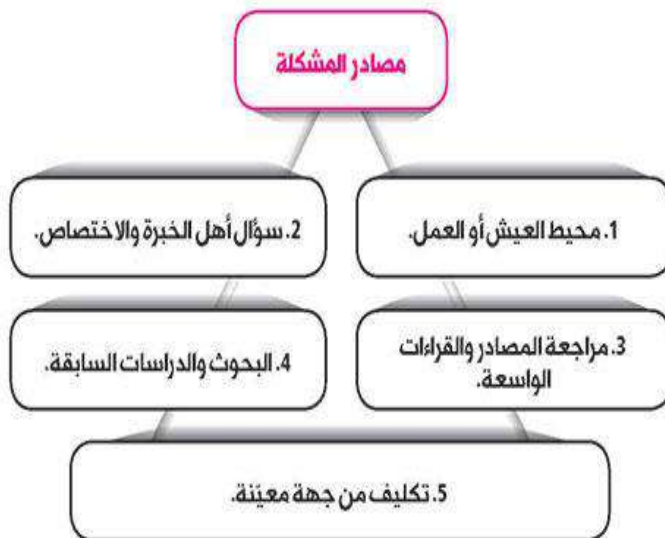 مصادر المشكلة
1. محيط العيش أو العمل.
2. سؤال أهل الخبرة والاختصاص.
3. مراجعة المصادر والقراءات
الواسعة.
4. البحوث والدراسات السابقة.
5. تكليف من جهة معيّنة.